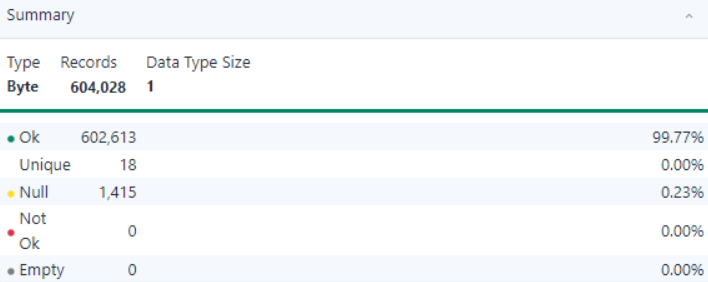 Summary
Type Records Data Type Size
Byte 604,028 1
Ok 602,613 99.77%
Unique 18 0.00%
Null 1,415 0.23%
Not
Ok 0 0.00%
Empty 0 0.00%